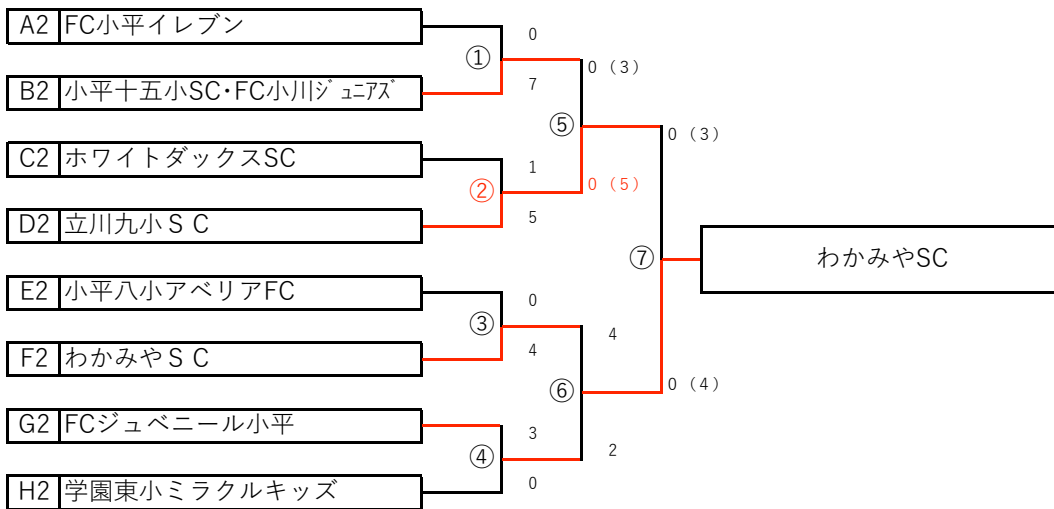 A2 FC小平イレブン
0
①
0（3）
B2 小平十五小SC・FC小川ｼﾞｭﾆｱｽﾞ
7
⑤
0（3）
C2 ホワイトダックスSC
1
②
0（5）
D2 立川九小ＳＣ
5
⑦
わかみやSC
E2 小平八小アベリアFC
0
③
4
F2 わかみやＳＣ
4
⑥
0（4）
G2 FCジュベニール小平
3
④
2
H2 学園東小ミラクルキッズ
0